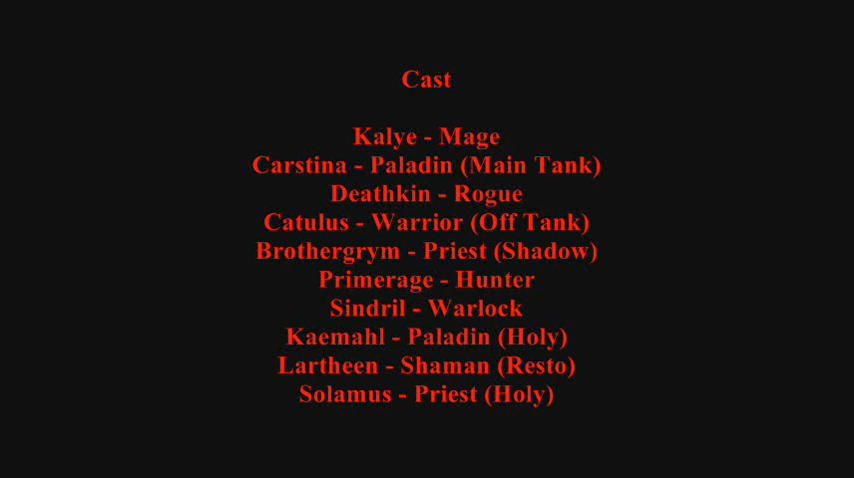 Cast
Kalye - Mage
Carstina - Paladin (Main Tank)
Deathkin - Rogue
Catulus - Warrior (Off Tank)
Brothergrym - Priest (Shadow)
Primerage - Hunter
Sindril - Warlock
Kaemahl - Paladin (Holy)
Lartheen - Shaman (Resto)
Solamus - Priest (Holy)